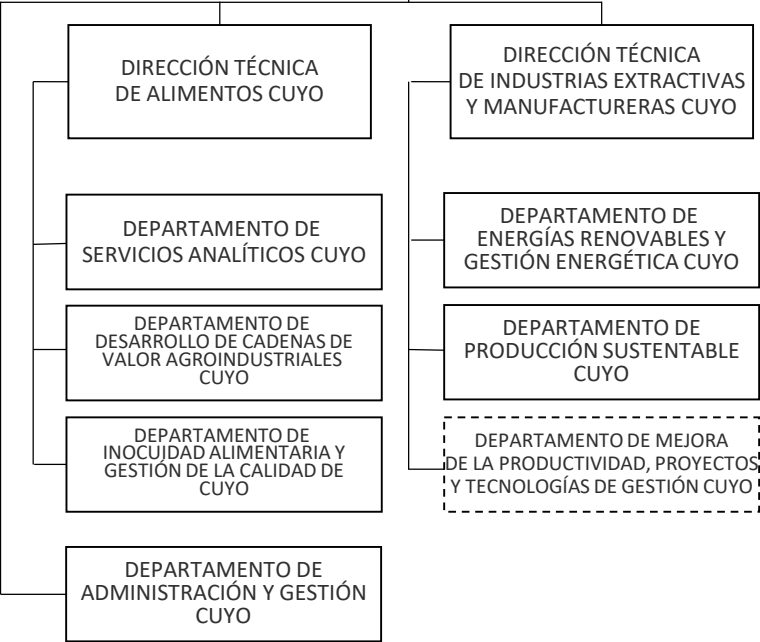 DIRECCIÓN TÉCNICA
DE ALIMENTOS CUYO
DEPARTAMENTO DE
SERVICIOS ANALÍTICOS CUYO
DEPARTAMENTO DE
DESARROLLO DE CADENAS DE
VALOR AGROINDUSTRIALES
CUYO
DEPARTAMENTO DE
INOCUIDAD ALIMENTARIA Y
GESTIÓN DE LA CALIDAD DE
CUYO
DEPARTAMENTO DE
ADMINISTRACIÓN Y GESTIÓN
CUYO
DIRECCIÓN TÉCNICA
DE INDUSTRIAS EXTRACTIVAS
Y MANUFACTURERAS CUYO
DEPARTAMENTO DE
ENERGÍAS RENOVABLES Y
GESTIÓN ENERGÉTICA CUYO
DEPARTAMENTO DE
PRODUCCIÓN SUSTENTABLE
CUYO
DEPARTAMENTO DE MEJORA
DE LA PRODUCTIVIDAD, PROYECTOS
Y TECNOLOGÍAS DE GESTIÓN CUYO